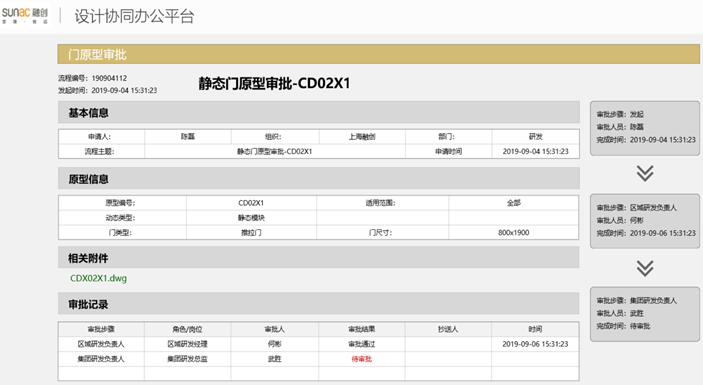 sunac 融创
设计协同办公平台
门原型审批
流程编号：190904112
发起时间：2019-09-04 15:31:23
静态门原型审批-CD02X1
基本信息
申请人： 陈磊 组织： 上海融创 部门： 研发
流程主题： 静态门原型审批-CD02X1 申请时间 2019-09-04 15:31:23
原型信息
原型编号： CD02X1 适用范围： 全部
动态类型： 静态模块
门类型： 推拉门 门尺寸： 800x1900
相关附件
CDX02X1.dwg
审批记录
审批步骤 角色/岗位 审批人 审批结果 抄送人 时间
区域研发负责人 区域研发经理 何彬 审批通过 2019-09-06 15:31:23
集团研发负责人 集团研发总监 武胜 待审批
审批步骤：发起
审批人员：陈磊
完成时间：2019-09-04 15:31:23
审批步骤：区域研发负责人
审批人员：何彬
完成时间：2019-09-06 15:31:23
审批步骤：集团研发负责人
审批人员：武胜
完成时间：待审批